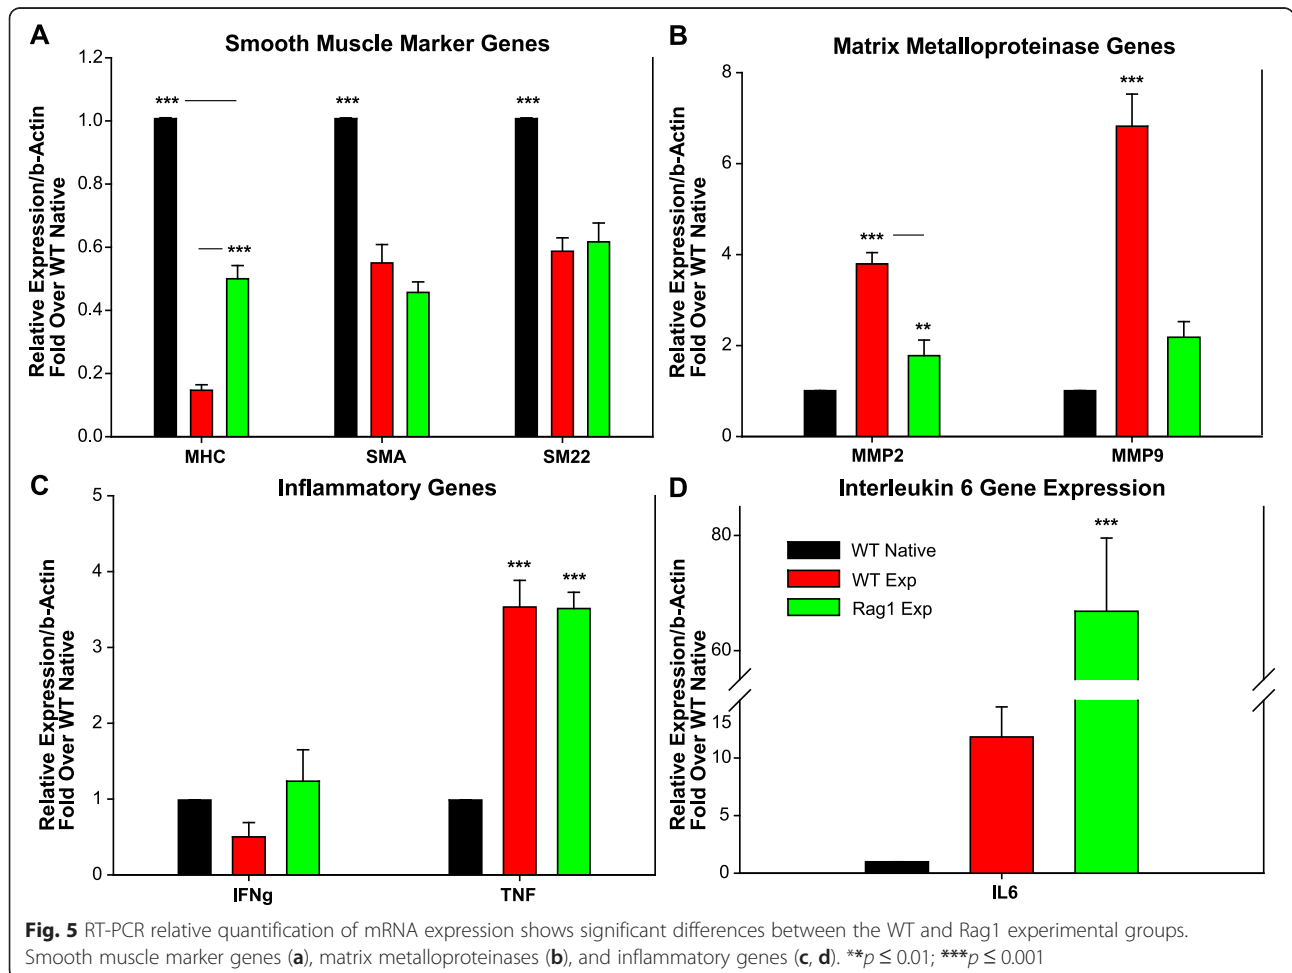 A
Smooth Muscle Marker Genes
Relative Expression/b-Actin
Fold Over WT Native
1.2
1.0
0.8
0.6
0.4
0.2
0.0
***
***
***
***
MHC
SMA
SM22
B
Matrix Metalloproteinase Genes
Relative Expression/b-Actin
Fold Over WT Native
8
6
4
2
0
***
**
***
MMP2
MMP9
C
Inflammatory Genes
Relative Expression/b-Actin
Fold Over WT Native
5
4
3
2
1
0
***
***
IFNg
TNF
D
Interleukin 6 Gene Expression
Relative Expression/b-Actin
Fold Over WT Native
80
60
15
10
5
0
WT Native
WT Exp
Rag1 Exp
***
IL6
Fig. 5 RT-PCR relative quantification of mRNA expression shows significant differences between the WT and Rag1 experimental groups.
Smooth muscle marker genes (a), matrix metalloproteinases (b), and inflammatory genes (c, d). **p ≤ 0.01; ***p ≤ 0.001